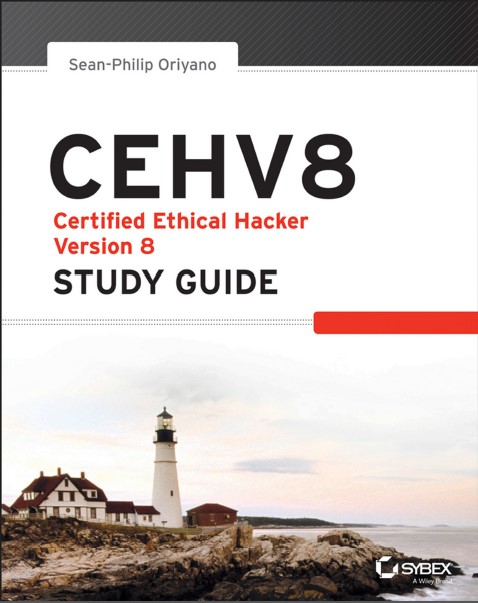 Sean-Philip Oriyano
CEHV8
Certified Ethical Hacker
Version 8
STUDY GUIDE
SYBEX
A Wiley Brand